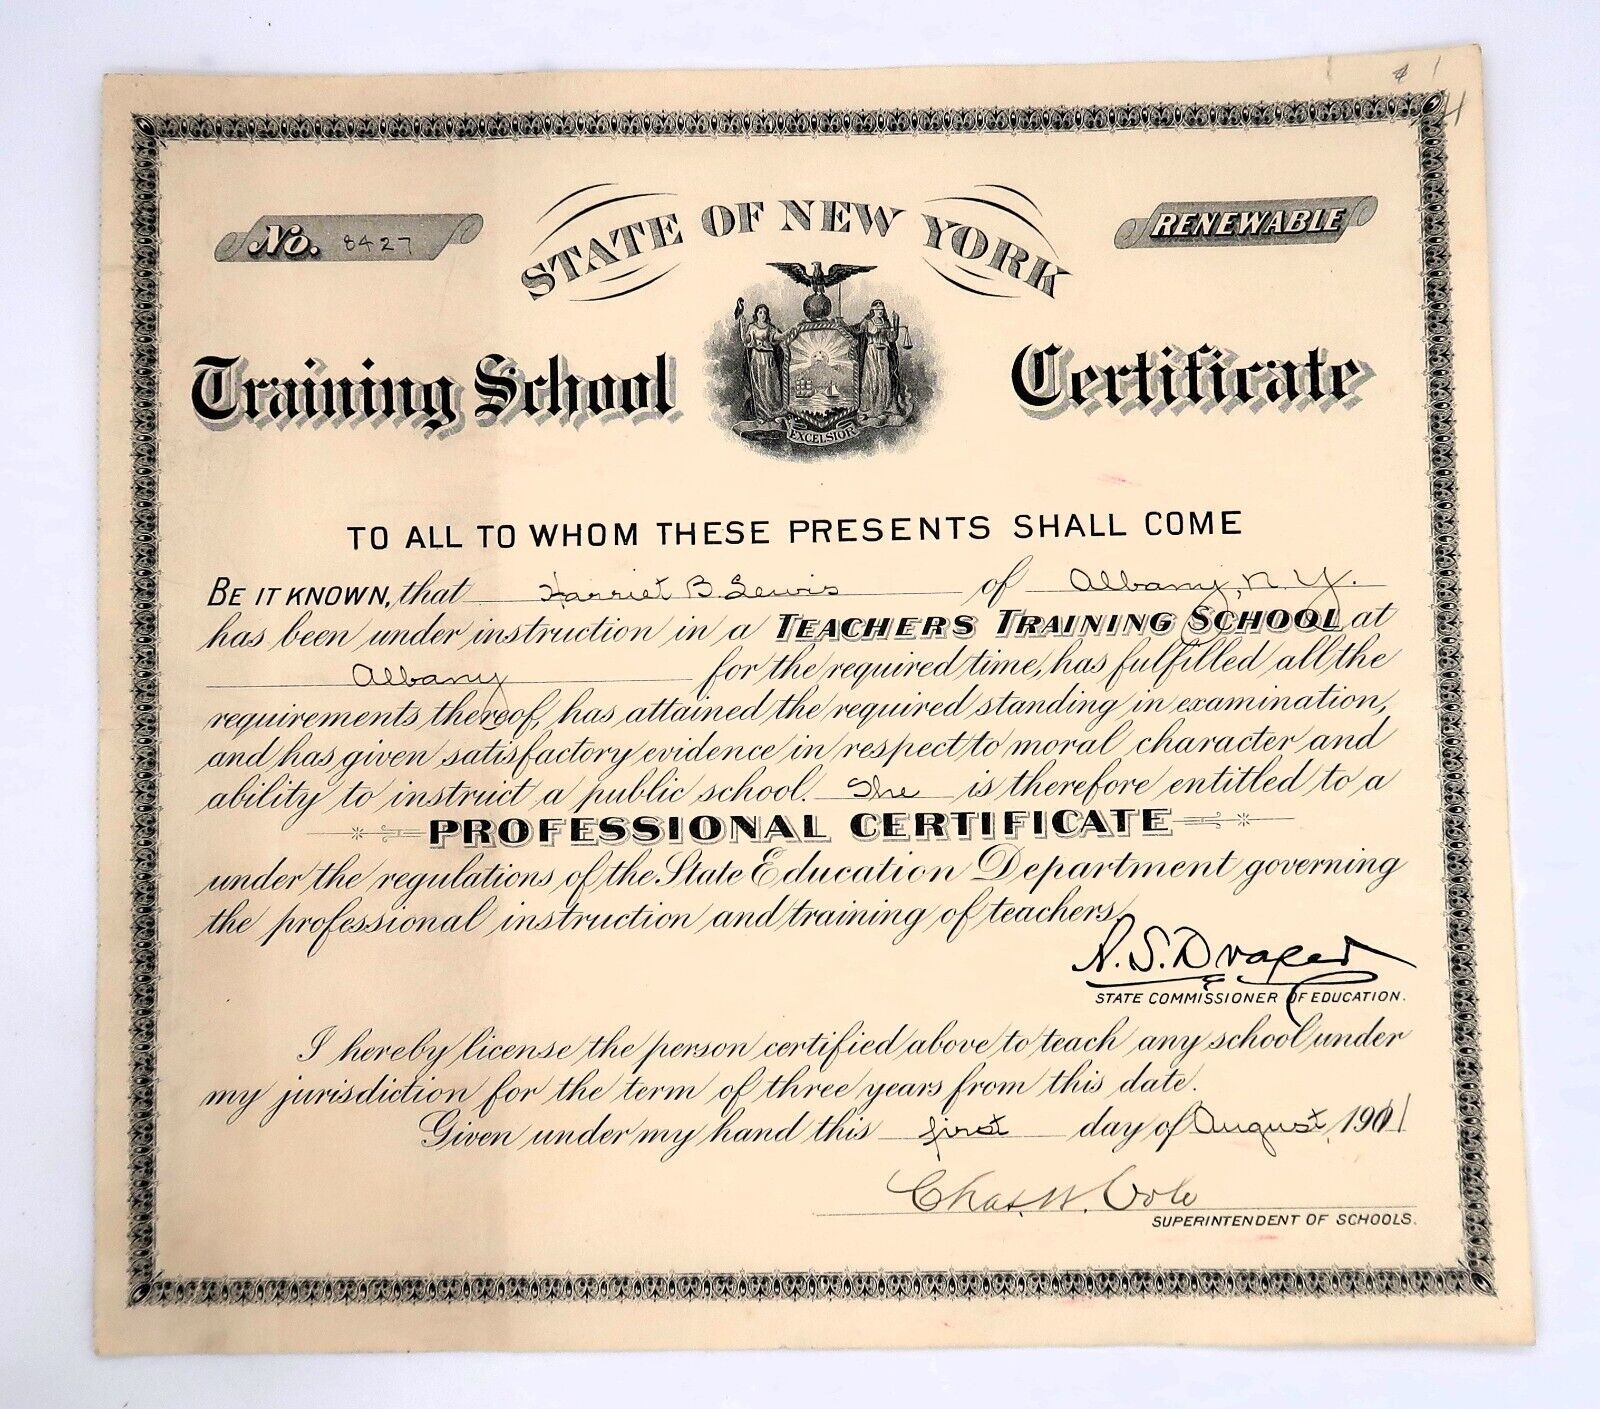 4 1
H
No. 8427
RENEWABLE
STATE OF NEW YORK
Training School Certificate
EXCELSIOR
TO ALL TO WHOM THESE PRESENTS SHALL COME
BE IT KNOWN, that Harriet B. Lewis of Albany, N. Y.
has been under instruction in a TEACHERS TRAINING SCHOOL at
Albany for the required time, has fulfilled all the
requirements thereof, has attained the required standing in examination,
and has given satisfactory evidence in respect to moral character and
ability to instruct a public school. She is therefore entitled to a
PROFESSIONAL CERTIFICATE
under the regulations of the State Education Department governing
the professional instruction and training of teachers.
A. S. Draper
STATE COMMISSIONER OF EDUCATION.
I hereby license the person certified above to teach any school under
my jurisdiction for the term of three years from this date.
Given under my hand this first day of August, 1911
Chas. W. Cole
SUPERINTENDENT OF SCHOOLS.